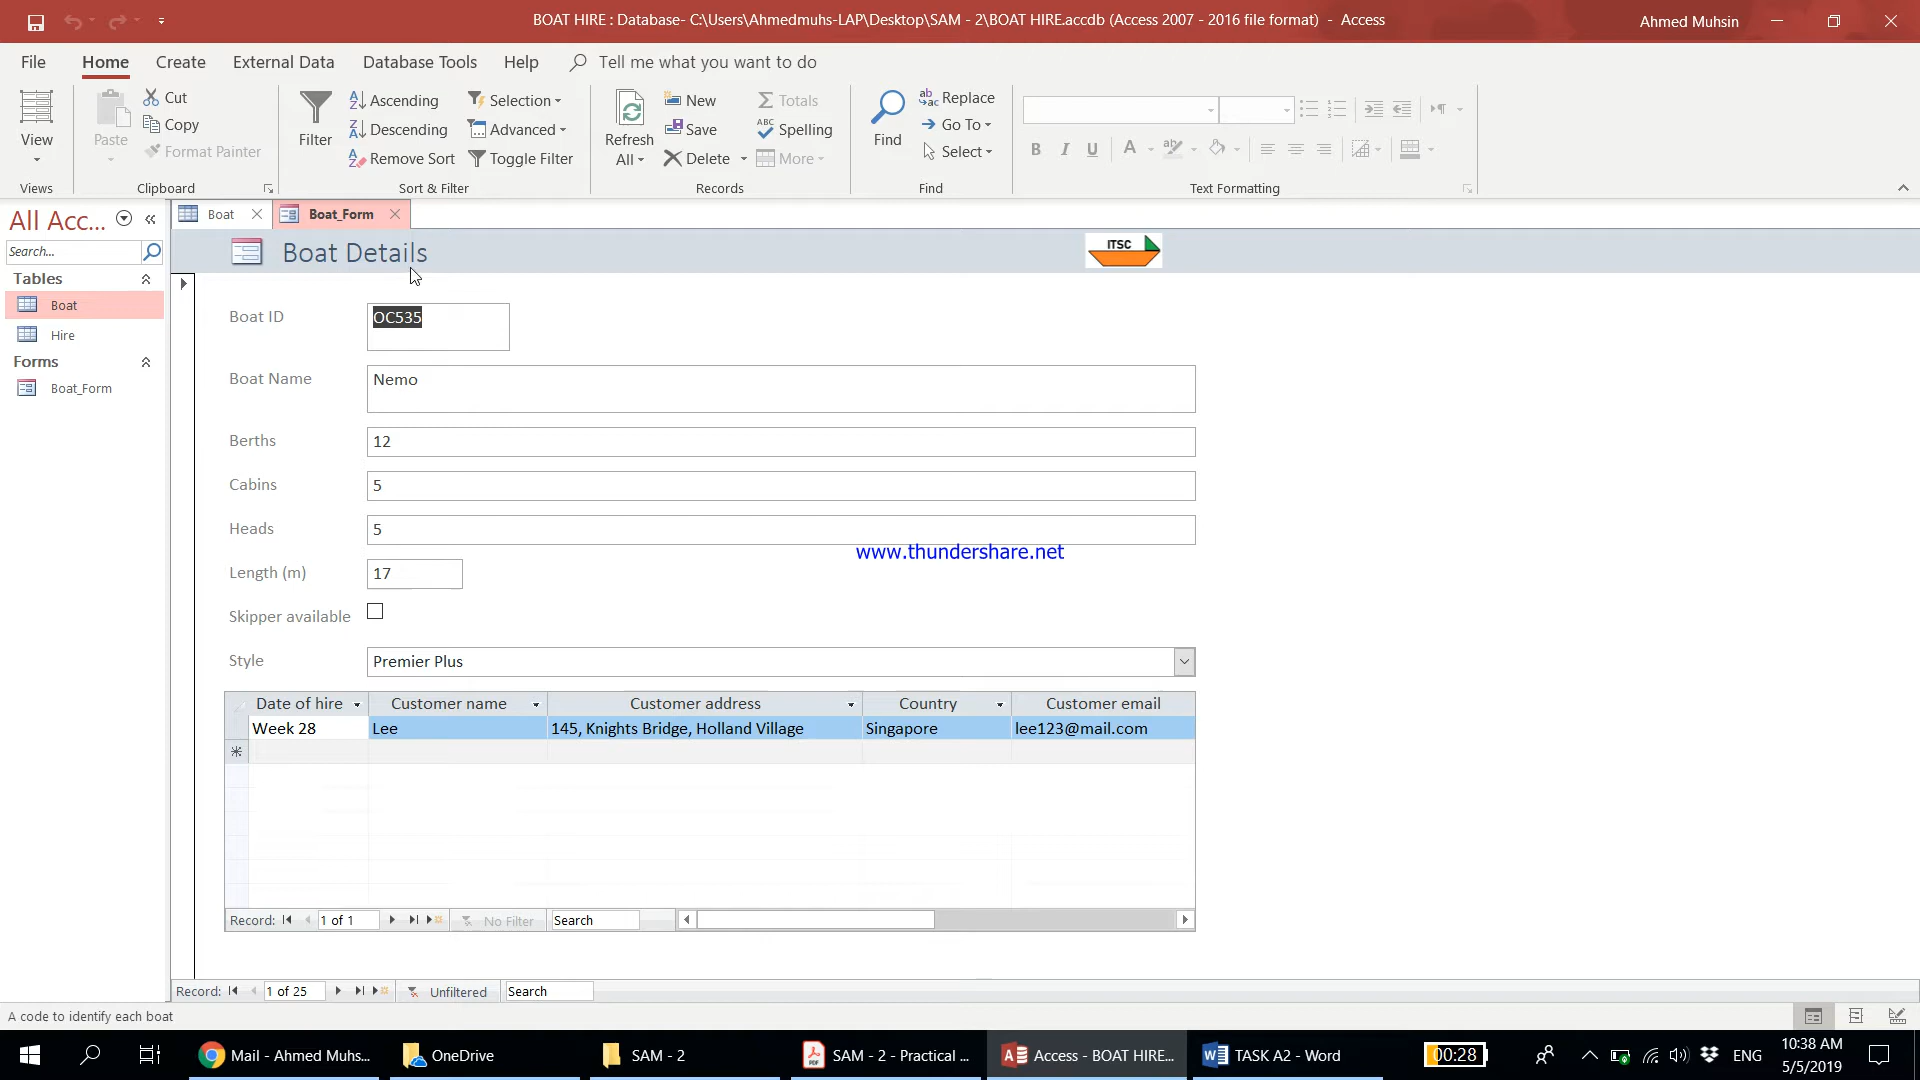 BOAT HIRE : Database- C:\Users\Ahmedmuhs-LAP\Desktop\SAM - 2\BOAT HIRE.accdb (Access 2007 - 2016 file format) - Access
Ahmed Muhsin
File Home Create External Data Database Tools Help Tell me what you want to do
View
Views
Paste
Cut
Copy
Format Painter
Clipboard
Filter
Ascending
Descending
Remove Sort
Selection
Advanced
Toggle Filter
Sort & Filter
Refresh
All
New
Save
Delete
Totals
Spelling
More
Records
Find
Replace
Go To
Select
Find
B I U A
Text Formatting
All Acc...
Search...
Tables
Boat
Hire
Forms
Boat_Form
Boat Boat_Form
Boat Details
ITSC
Boat ID OC535
Boat Name Nemo
Berths 12
Cabins 5
Heads 5
www.thundershare.net
Length (m) 17
Skipper available
Style Premier Plus
Date of hire Customer name Customer address Country Customer email
Week 28 Lee 145, Knights Bridge, Holland Village Singapore lee123@mail.com
Record: 1 of 1 No Filter Search
Record: 1 of 25 Unfiltered Search
A code to identify each boat
Mail - Ahmed Muhs...
OneDrive
SAM - 2
SAM - 2 - Practical ...
Access - BOAT HIRE...
TASK A2 - Word
00:28
ENG
10:38 AM
5/5/2019